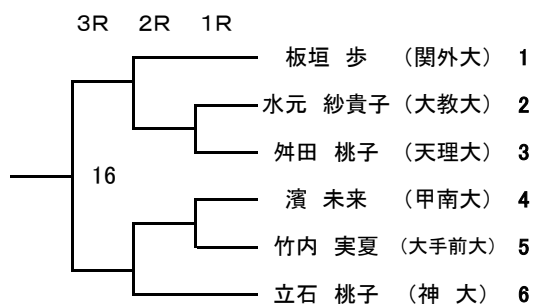 3R 2R 1R
板垣 歩 (関外大) 1
水元 紗貴子 (大教大) 2
舛田 桃子 (天理大) 3
16
濱 未来 (甲南大) 4
竹内 実夏 (大手前大) 5
立石 桃子 (神 大) 6